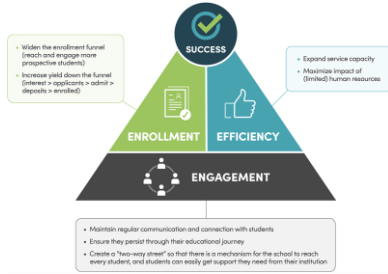 SUCCESS
• Widen the enrollment funnel
(reach and engage more
prospective students)
• Increase yield down the funnel
(interest > applicants > admit >
deposits > enrolled)
• Expand service capacity
• Maximize impact of
(limited) human resources
ENROLLMENT
EFFICIENCY
ENGAGEMENT
• Maintain regular communication and connection with students
• Ensure they persist through their educational journey
• Create a "two-way street" so that there is a mechanism for the school to reach
every student, and students can easily get support they need from their institution